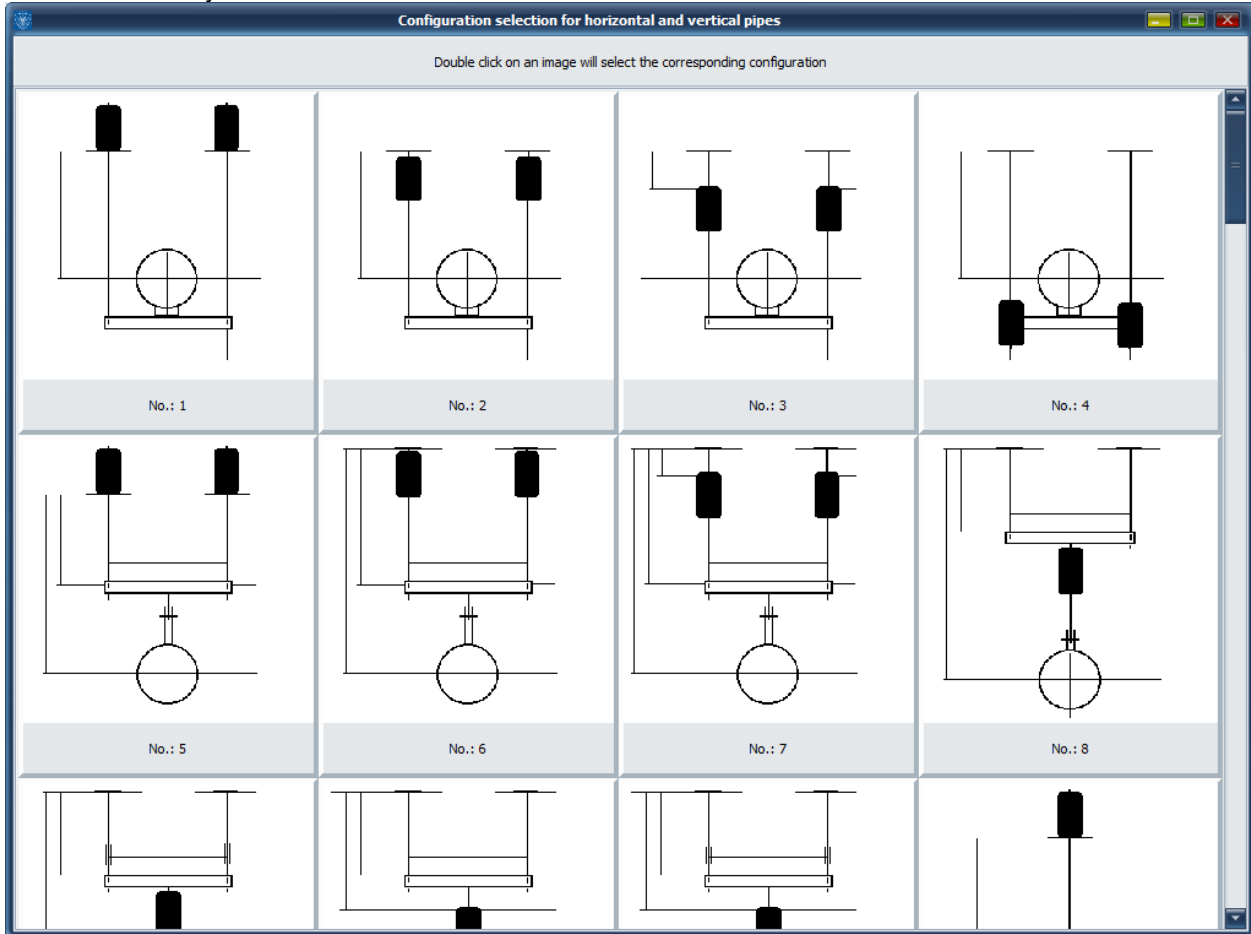 Configuration selection for horizontal and vertical pipes
Double click on an image will select the corresponding configuration
No.: 1
No.: 2
No.: 3
No.: 4
No.: 5
No.: 6
No.: 7
No.: 8